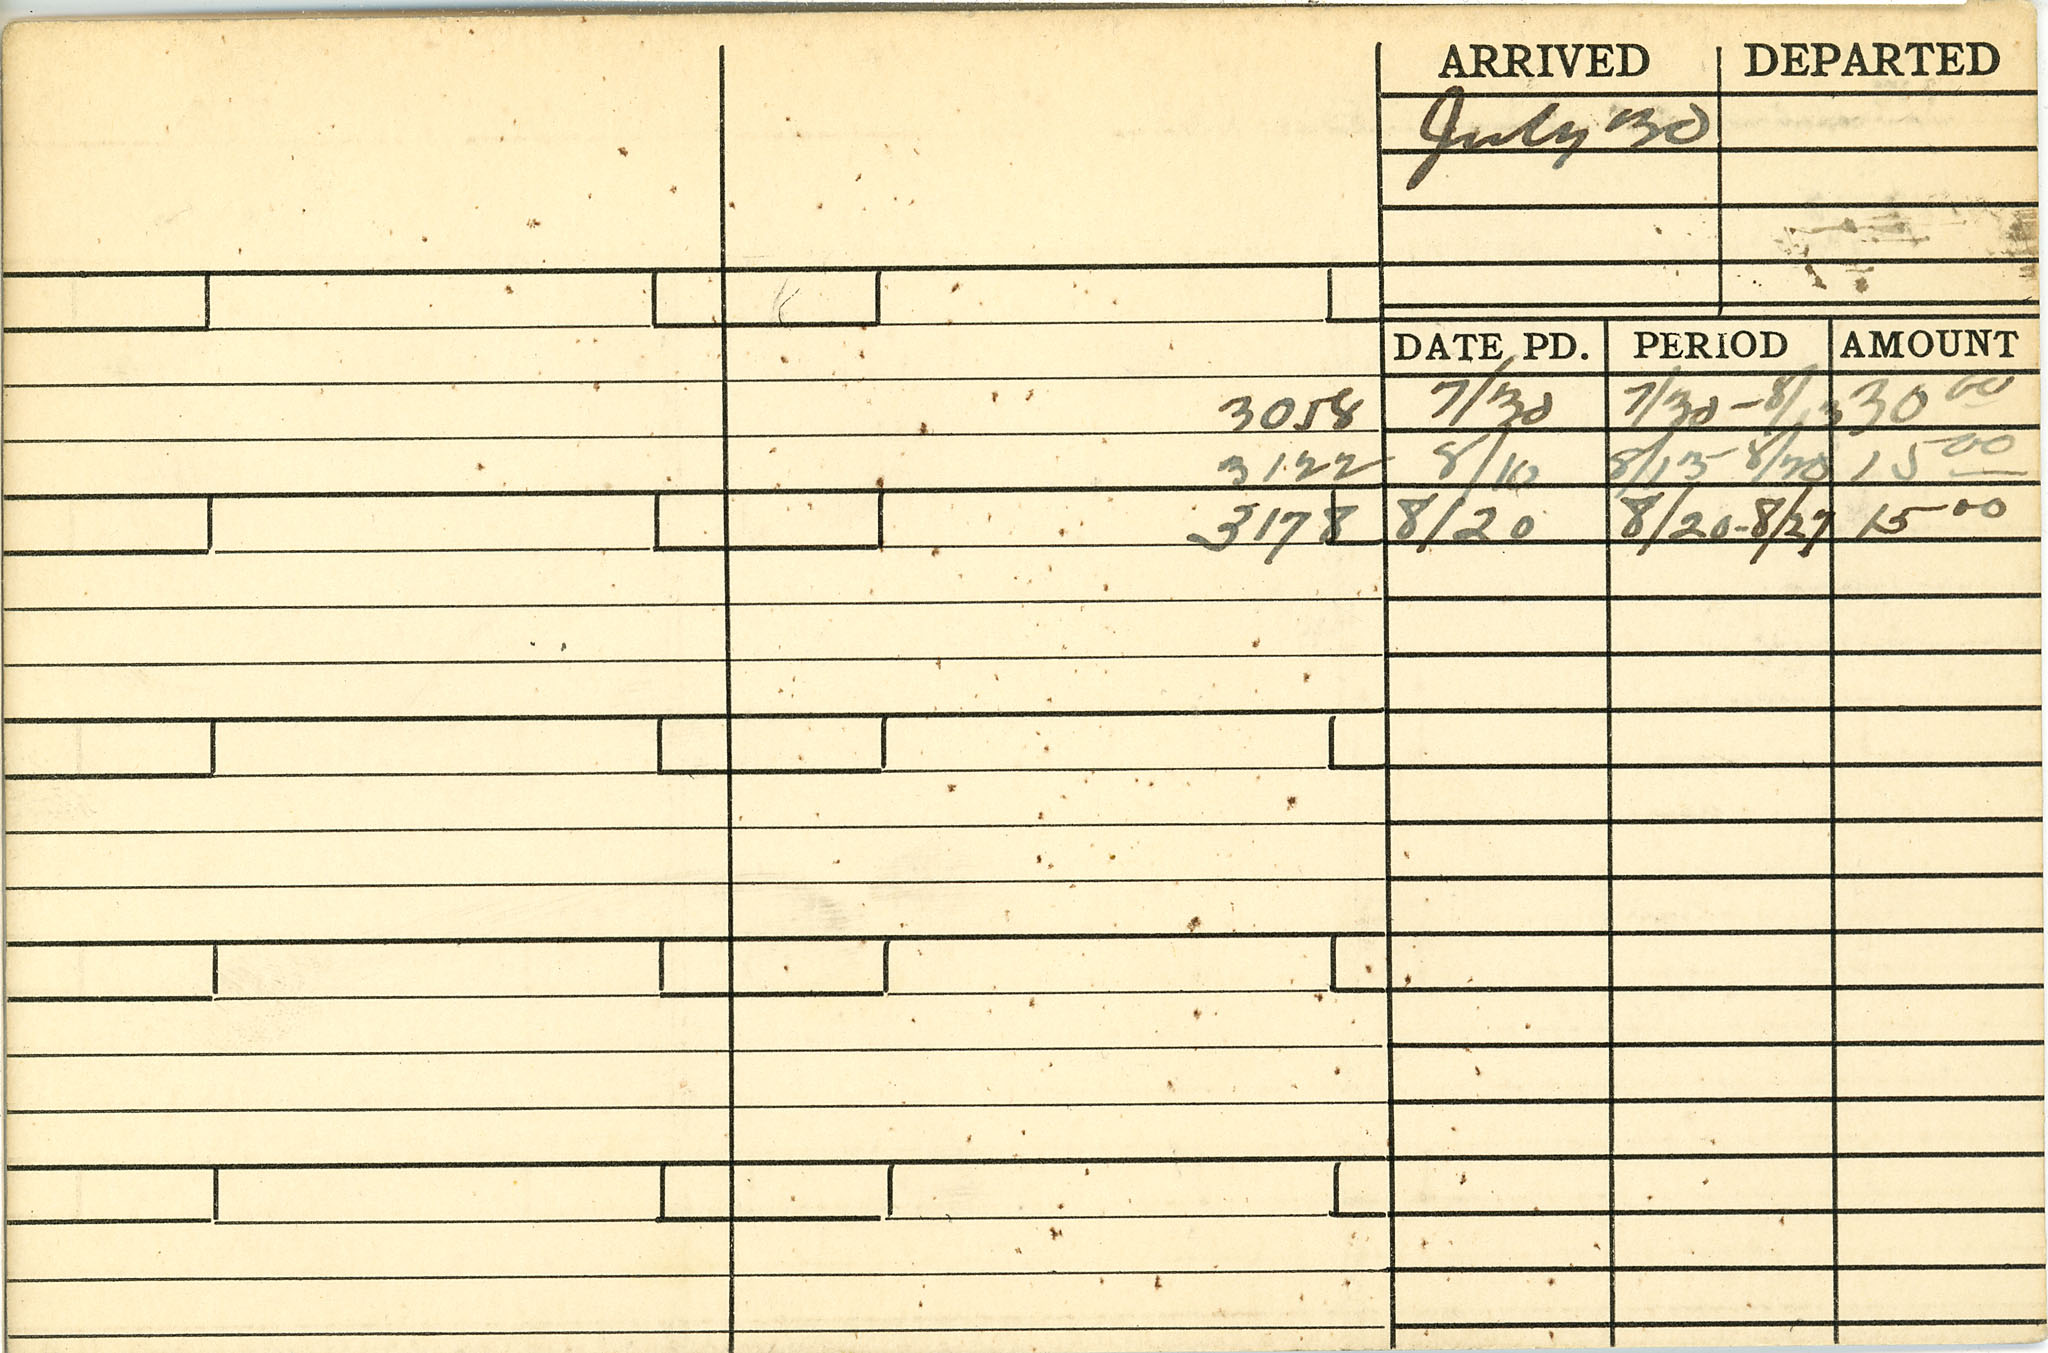 ARRIVED DEPARTED
July 30
DATE PD. PERIOD AMOUNT
3058 7/30 7/30-8/13 30 00
3122 8/10 8/13-8/20 15 00
3178 8/20 8/20-8/27 15 00